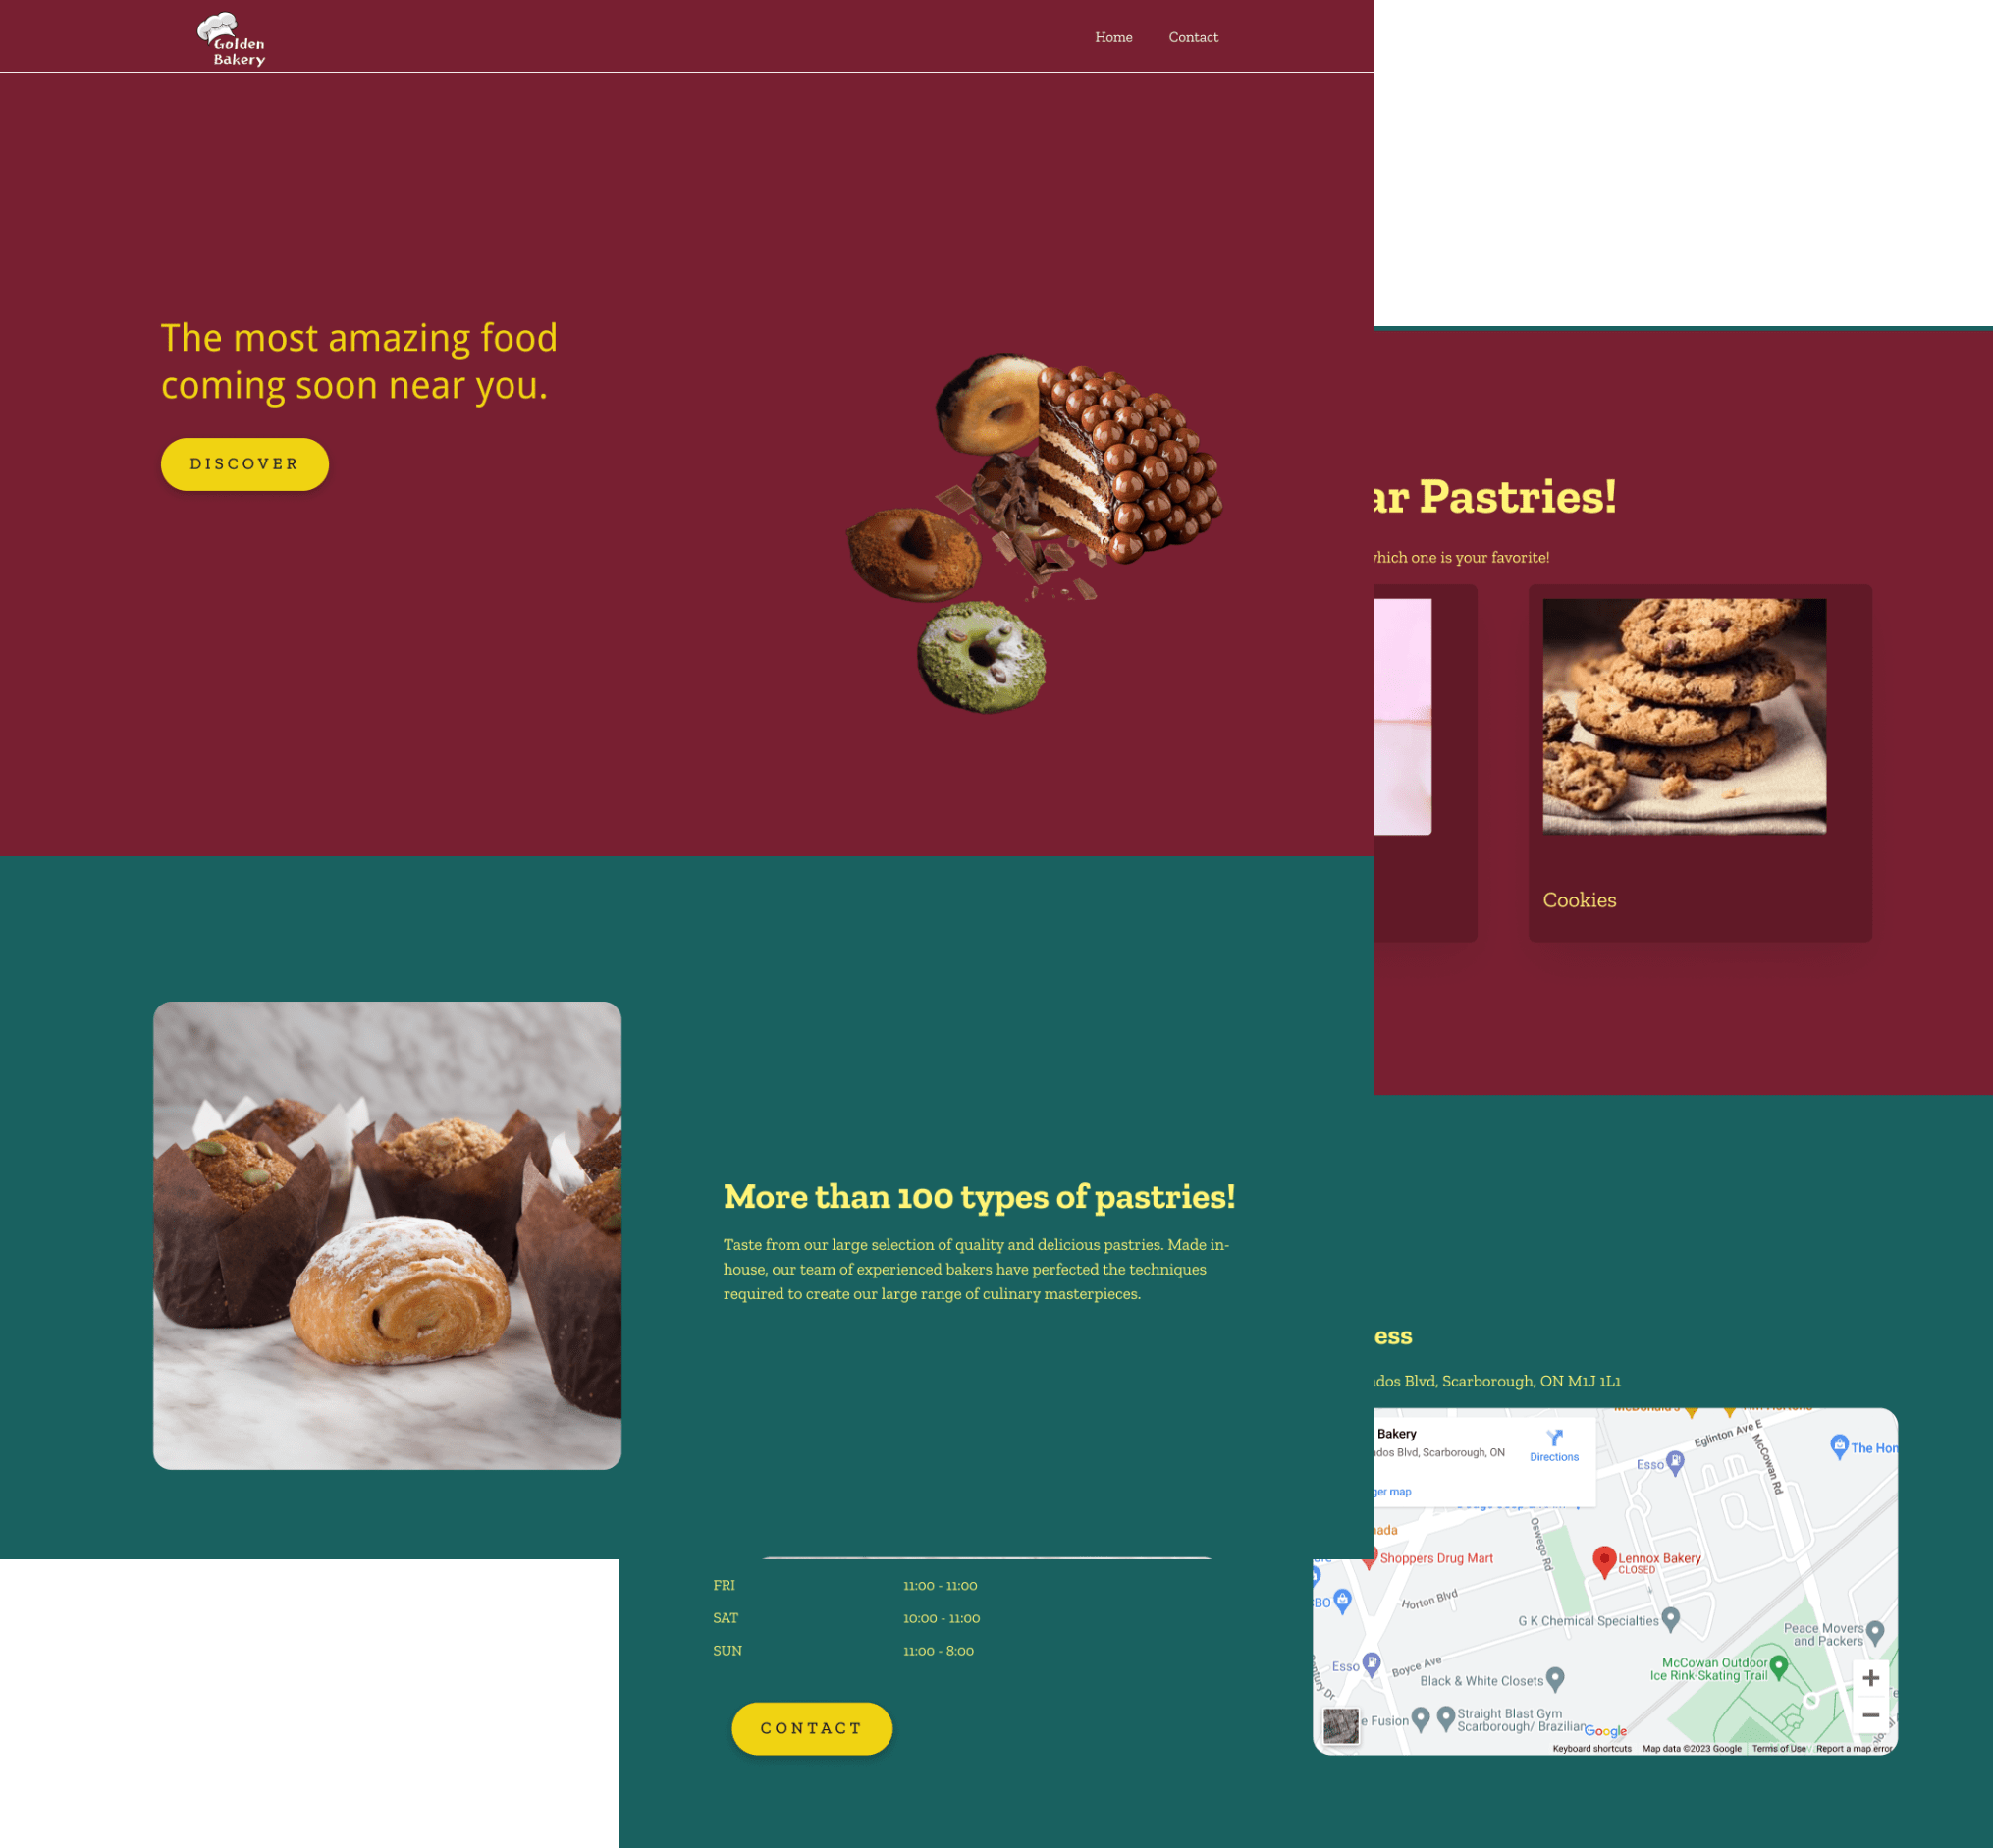 Golden
Bakery
Home
Contact
The most amazing food
coming soon near you.
DISCOVER
ar Pastries!
which one is your favorite!
Cookies
More than 100 types of pastries!
Taste from our large selection of quality and delicious pastries. Made in-
house, our team of experienced bakers have perfected the techniques
required to create our large range of culinary masterpieces.
ess
dos Blvd, Scarborough, ON M1J 1L1
Bakery
dos Blvd, Scarborough, ON
Directions
ger map
Eglinton Ave E
McCowan Rd
Esso
The Hom
Oswego Rd
ada
Shoppers Drug Mart
Lennox Bakery
CLOSED
BO
Horton Blvd
G K Chemical Specialties
Peace Movers
and Packers
Esso
Boyce Ave
McCowan Outdoor
Ice Rink-Skating Trail
Black & White Closets
e Fusion
Straight Blast Gym
Scarborough/ Brazilian
Google
Keyboard shortcuts
Map data ©2023 Google
Terms of Use
Report a map error
FRI 11:00 - 11:00
SAT 10:00 - 11:00
SUN 11:00 - 8:00
CONTACT